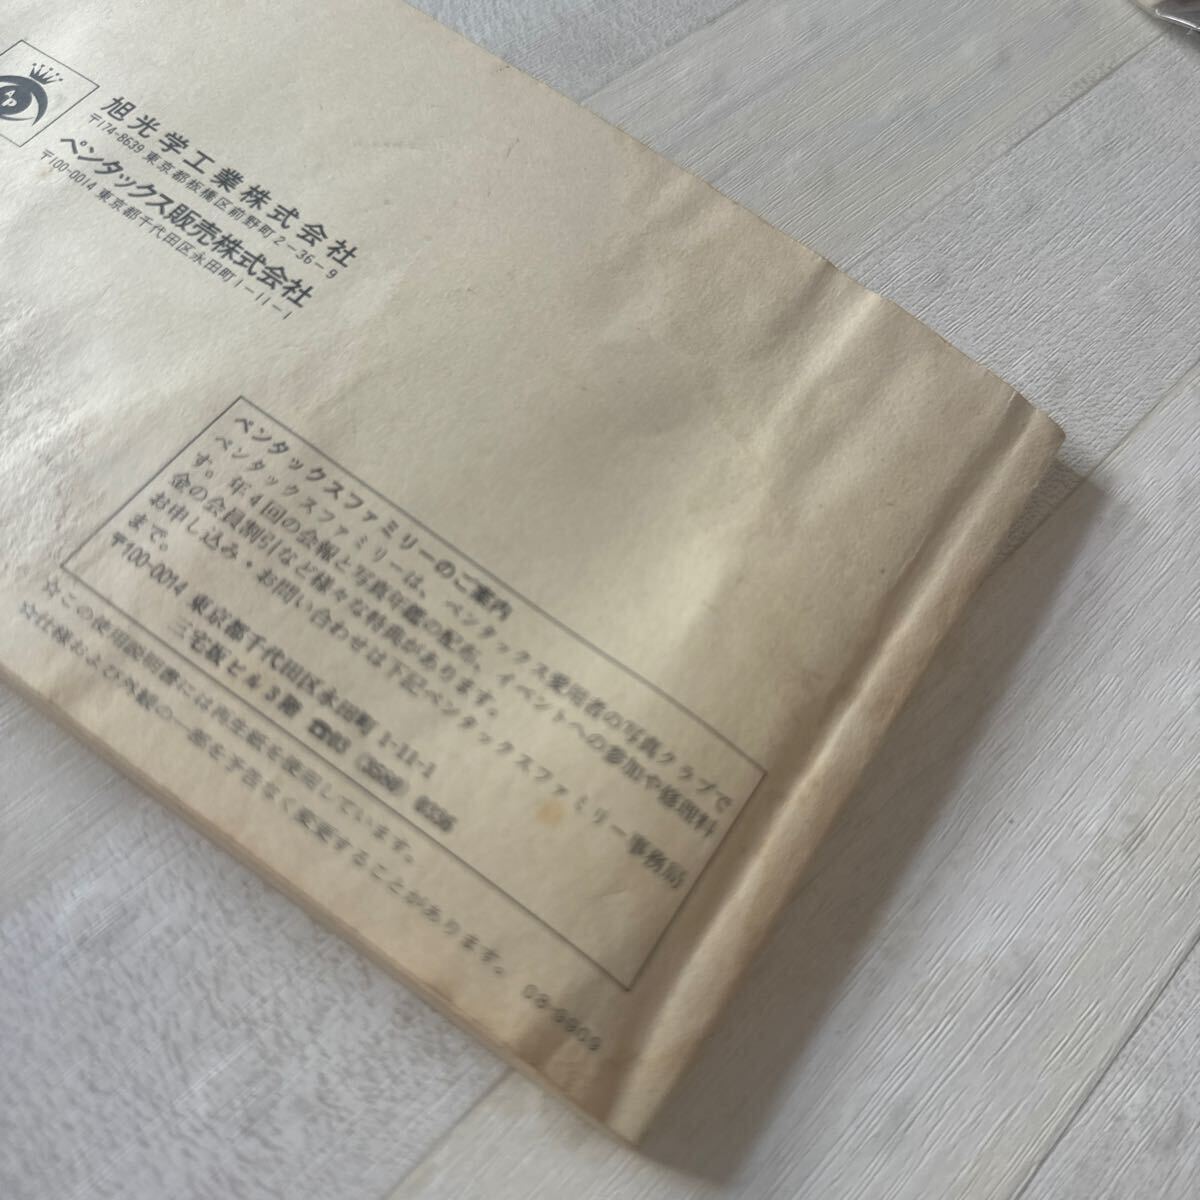 AP
旭光学工業株式会社
〒174-8639 東京都板橋区前野町2-36-9
ペンタックス販売株式会社
〒100-0014 東京都千代田区永田町1-11-1
ペンタックスファミリーのご案内
ペンタックスファミリーは、ペンタックス愛用者の写真クラブで
す。年4回の会報と写真年鑑の配布、イベントへの参加や修理料
金の会員割引など様々な特典があります。
お申し込み・お問い合わせは下記ペンタックスファミリー事務局
まで。
〒100-0014 東京都千代田区永田町1-11-1
三宅坂ビル3階 ☎03
☆この使用説明書には再生紙を使用しています。
☆仕様および外観の一部を予告なく変更することがあります。